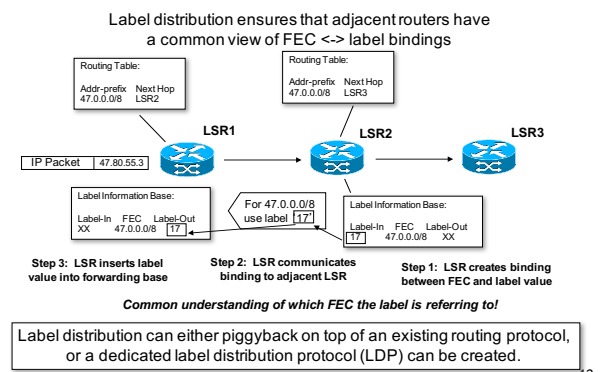 Label distribution ensures that adjacent routers have
a common view of FEC <-> label bindings
Routing Table:
Addr-prefix Next Hop
47.0.0.0/8 LSR2
Routing Table:
Addr-prefix Next Hop
47.0.0.0/8 LSR3
LSR1
LSR2
LSR3
IP Packet 47.80.55.3
Label Information Base:
Label-In FEC Label-Out
XX 47.0.0.0/8 17
For 47.0.0.0/8
use label '17'
Label Information Base:
Label-In FEC Label-Out
17 47.0.0.0/8 XX
Step 3: LSR inserts label
value into forwarding base
Step 2: LSR communicates
binding to adjacent LSR
Step 1: LSR creates binding
between FEC and label value
Common understanding of which FEC the label is referring to!
Label distribution can either piggyback on top of an existing routing protocol,
or a dedicated label distribution protocol (LDP) can be created.